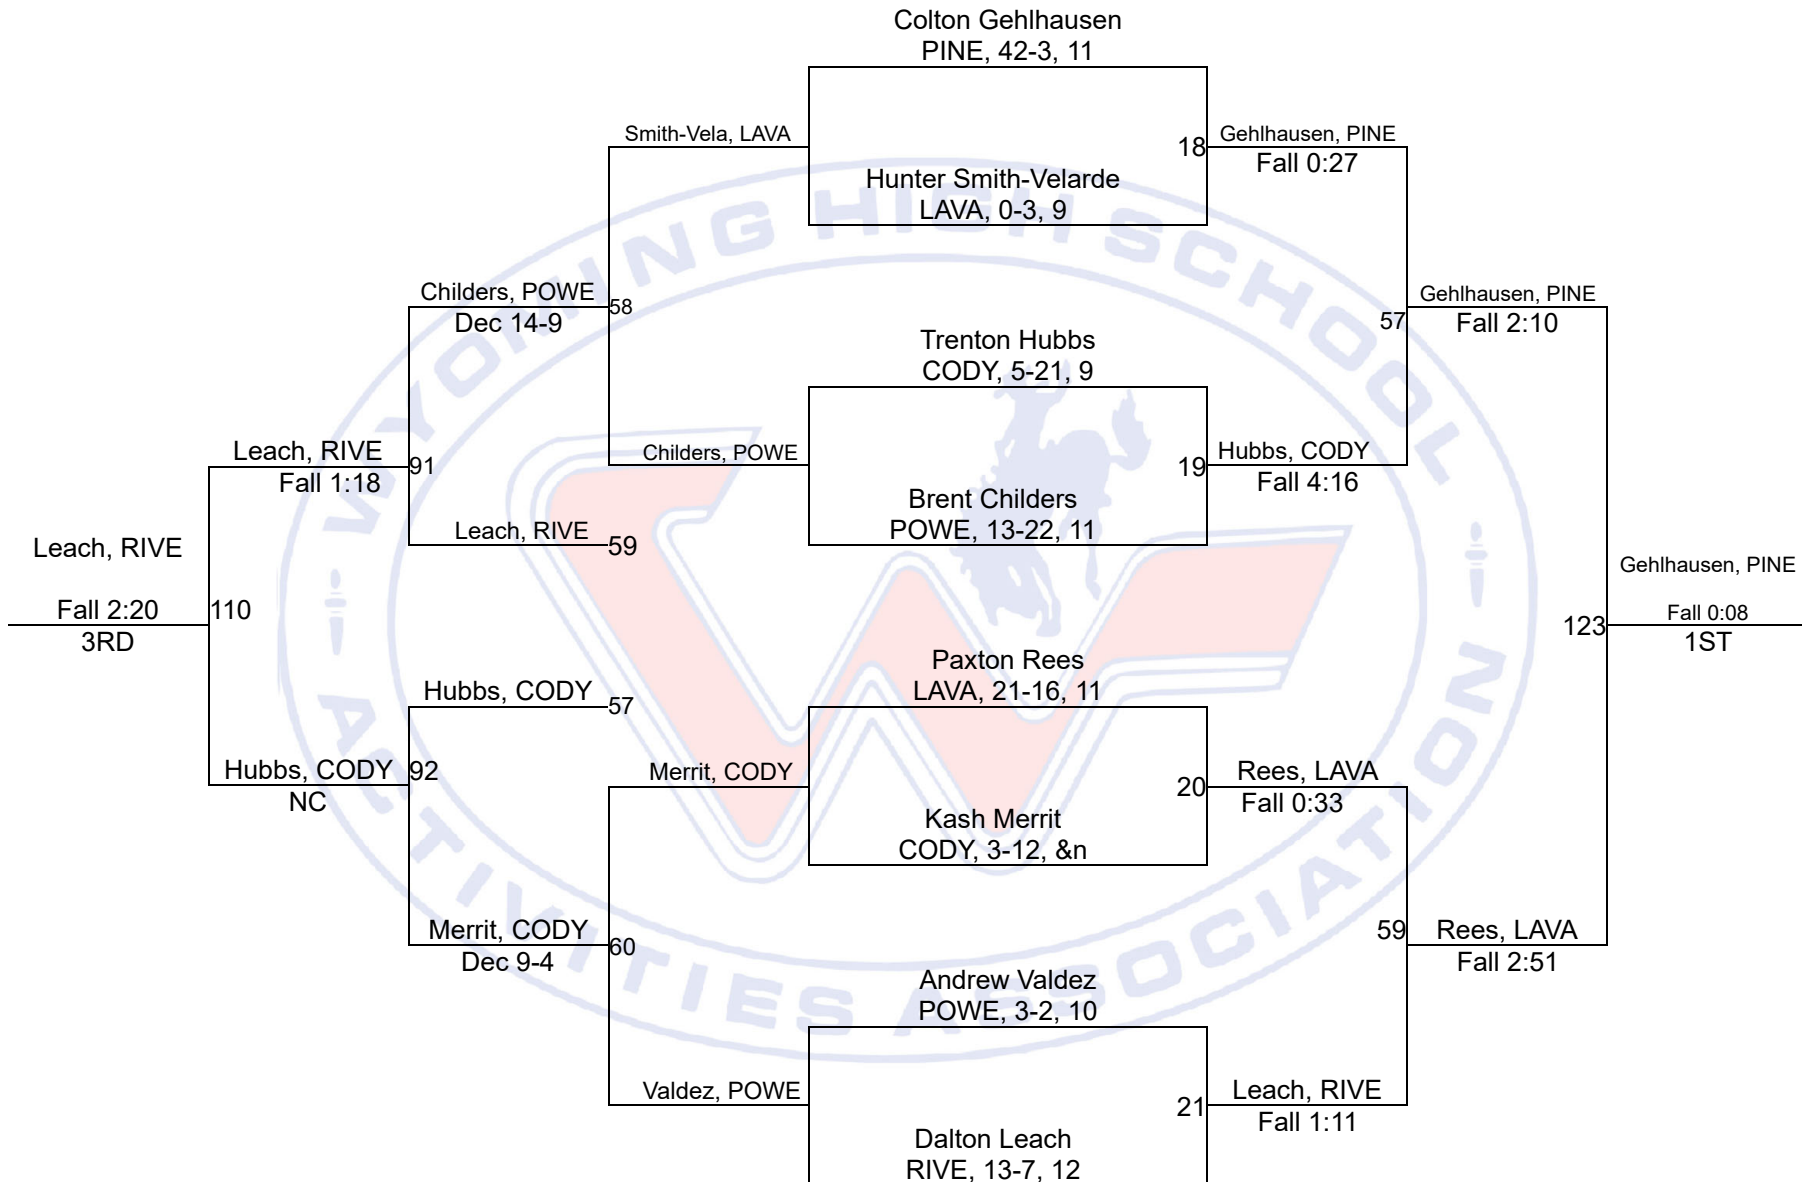 Colton Gehlhausen
PINE, 42-3, 11
Smith-Vela, LAVA
18
Gehlhausen, PINE
Fall 0:27
Hunter Smith-Velarde
LAVA, 0-3, 9
Childers, POWE
Dec 14-9
58
Gehlhausen, PINE
57
Fall 2:10
Trenton Hubbs
CODY, 5-21, 9
Leach, RIVE
Fall 1:18
91
Childers, POWE
19
Hubbs, CODY
Fall 4:16
Brent Childers
POWE, 13-22, 11
Leach, RIVE
59
Leach, RIVE
Fall 2:20
3RD
110
Gehlhausen, PINE
123
Fall 0:08
1ST
Paxton Rees
LAVA, 21-16, 11
Hubbs, CODY
57
Hubbs, CODY
NC
92
Merrit, CODY
20
Rees, LAVA
Fall 0:33
Kash Merrit
CODY, 3-12, &n
Merrit, CODY
Dec 9-4
60
59
Rees, LAVA
Fall 2:51
Andrew Valdez
POWE, 3-2, 10
Valdez, POWE
21
Leach, RIVE
Fall 1:11
Dalton Leach
RIVE, 13-7, 12
WYOMING HIGH SCHOOL
ACTIVITIES ASSOCIATION